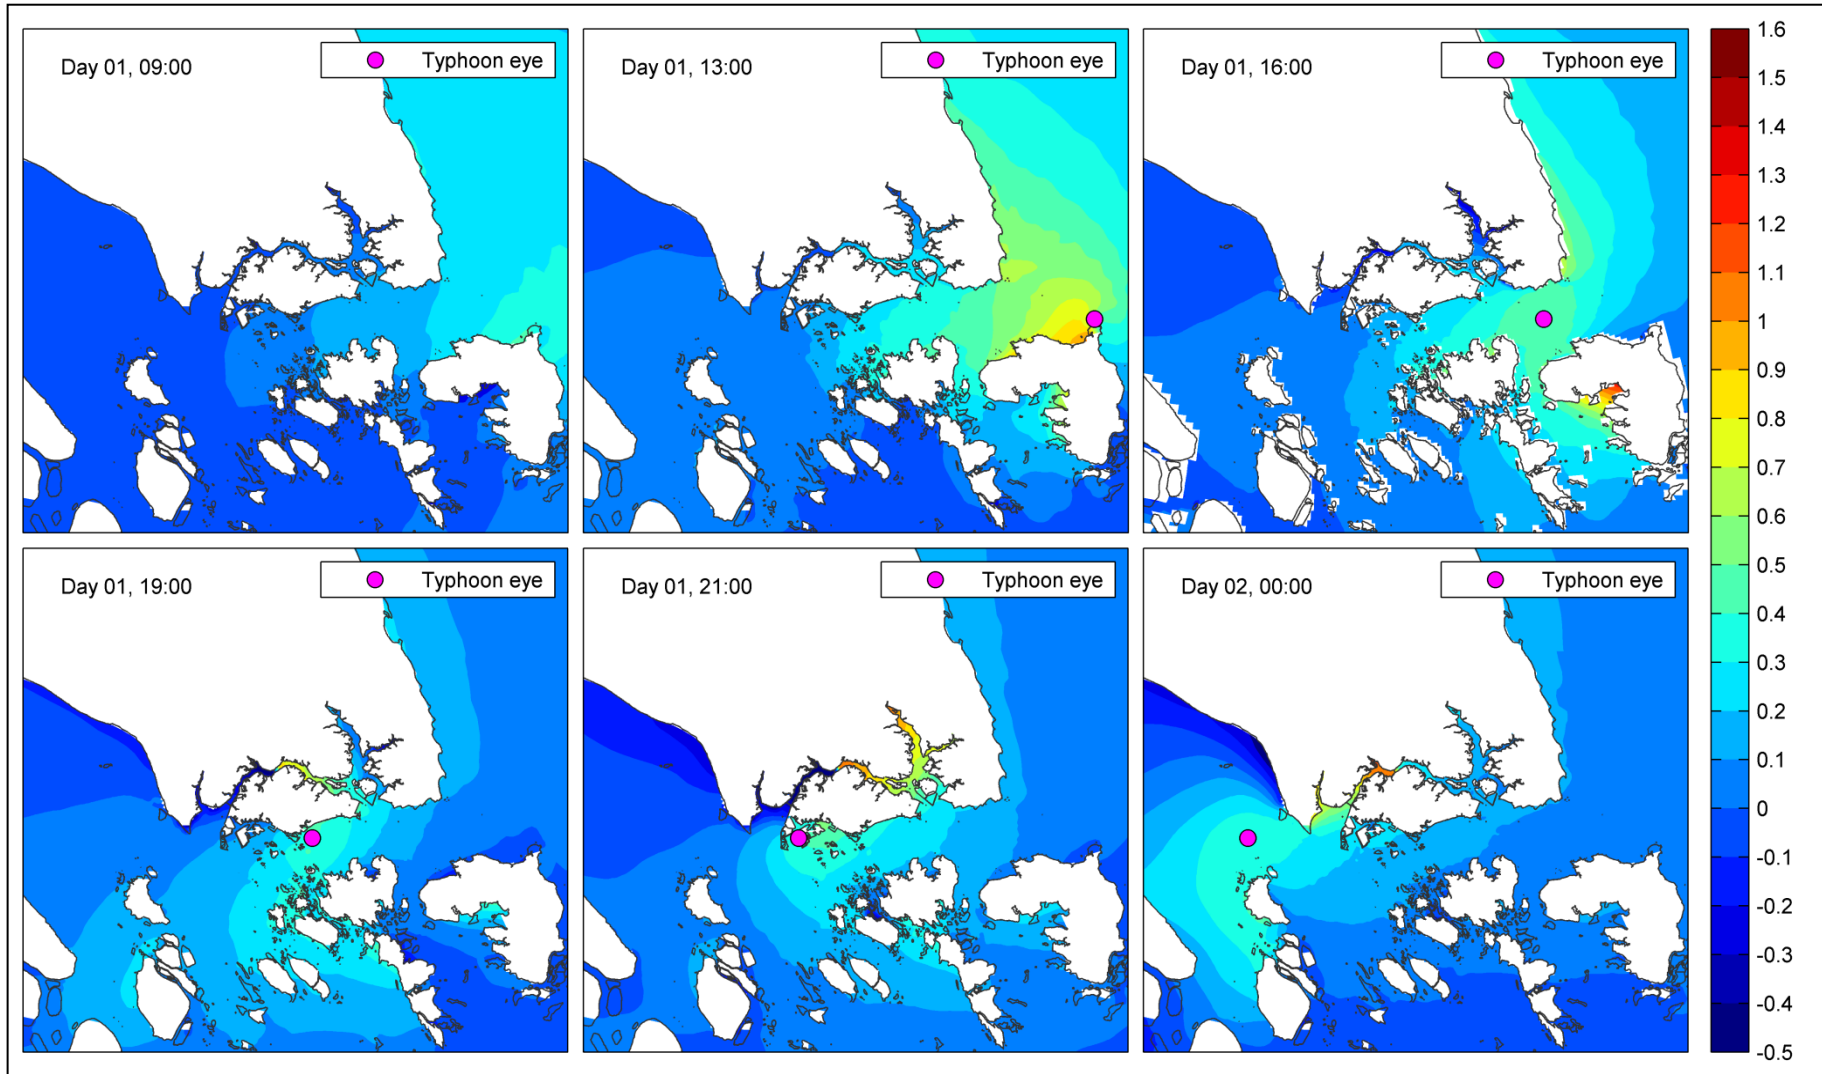 Day 01, 09:00
Typhoon eye
Day 01, 13:00
Typhoon eye
Day 01, 16:00
Typhoon eye
1.6
1.5
1.4
1.3
1.2
1.1
1
0.9
0.8
0.7
0.6
0.5
0.4
0.3
0.2
0.1
0
-0.1
-0.2
-0.3
-0.4
-0.5
Day 01, 19:00
Typhoon eye
Day 01, 21:00
Typhoon eye
Day 02, 00:00
Typhoon eye